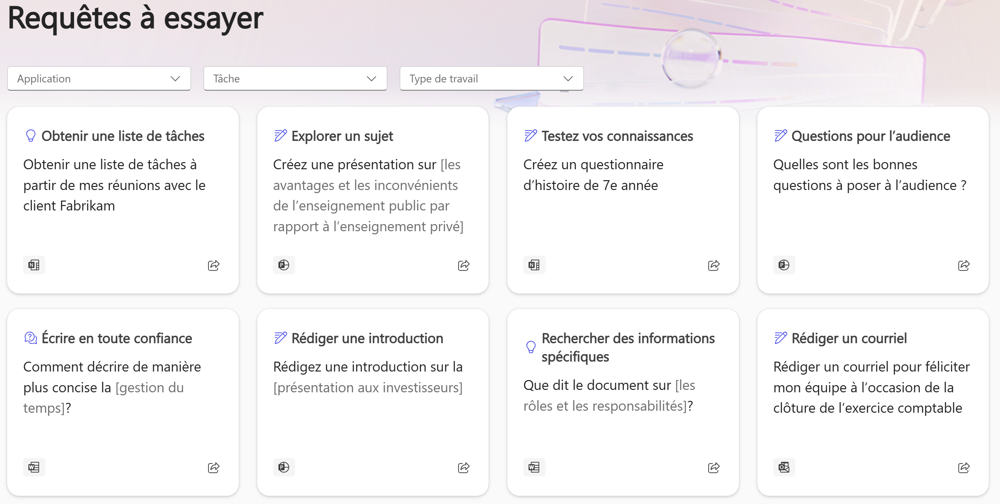 Requêtes à essayer
Application
Tâche
Type de travail
Obtenir une liste de tâches
Obtenir une liste de tâches à
partir de mes réunions avec le
client Fabrikam
N
Explorer un sujet
Créez une présentation sur [les
avantages et les inconvénients
de l’enseignement public par
rapport à l’enseignement privé]
P
Testez vos connaissances
Créez un questionnaire
d’histoire de 7e année
N
Questions pour l’audience
Quelles sont les bonnes
questions à poser à l’audience ?
P
Écrire en toute confiance
Comment décrire de manière
plus concise la [gestion du
temps]?
W
Rédiger une introduction
Rédigez une introduction sur la
[présentation aux investisseurs]
P
Rechercher des informations
spécifiques
Que dit le document sur [les
rôles et les responsabilités]?
W
Rédiger un courriel
Rédiger un courriel pour féliciter
mon équipe à l’occasion de la
clôture de l’exercice comptable
O